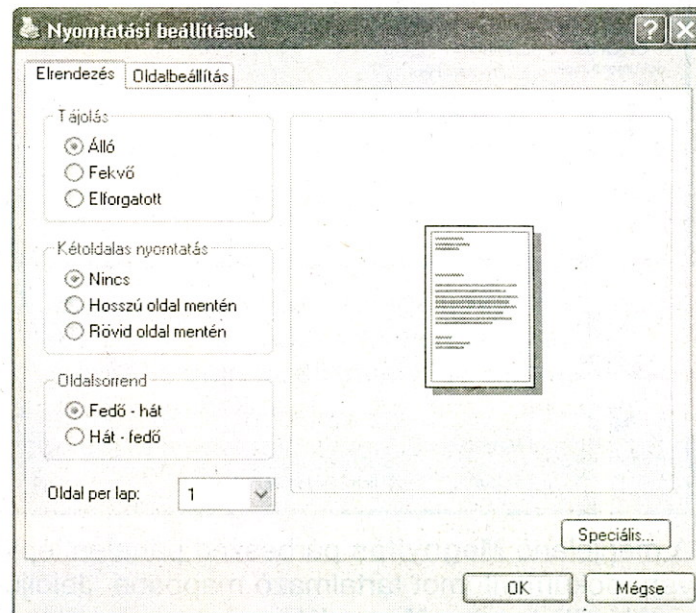 Nyomtatási beállítások
Elrendezés Oldalbeállítás
Tájolás
Álló
Fekvő
Elforgatott
Kétoldalas nyomtatás
Nincs
Hosszú oldal mentén
Rövid oldal mentén
Oldalsorrend
Fedő - hát
Hát - fedő
Oldal per lap: 1
Speciális...
OK Mégse